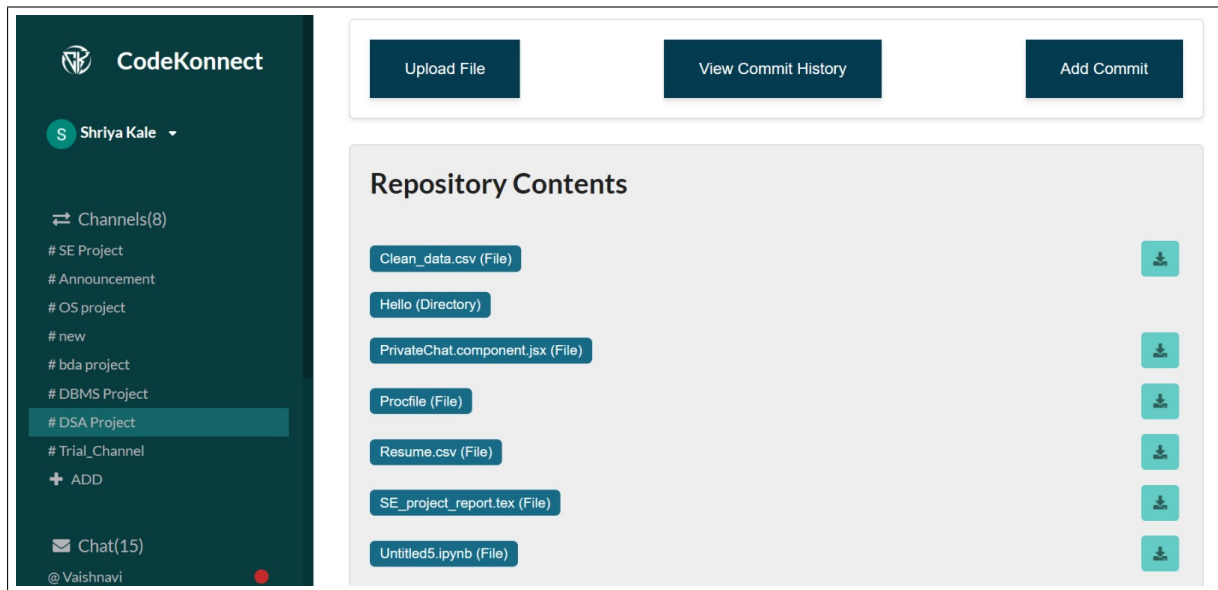 CodeKonnect
S Shriya Kale
Channels(8)
# SE Project
# Announcement
# OS project
# new
# bda project
# DBMS Project
# DSA Project
# Trial_Channel
+ ADD
Chat(15)
@ Vaishnavi
Upload File
View Commit History
Add Commit
Repository Contents
Clean_data.csv (File)
Hello (Directory)
PrivateChat.component.jsx (File)
Procfile (File)
Resume.csv (File)
SE_project_report.tex (File)
Untitled5.ipynb (File)